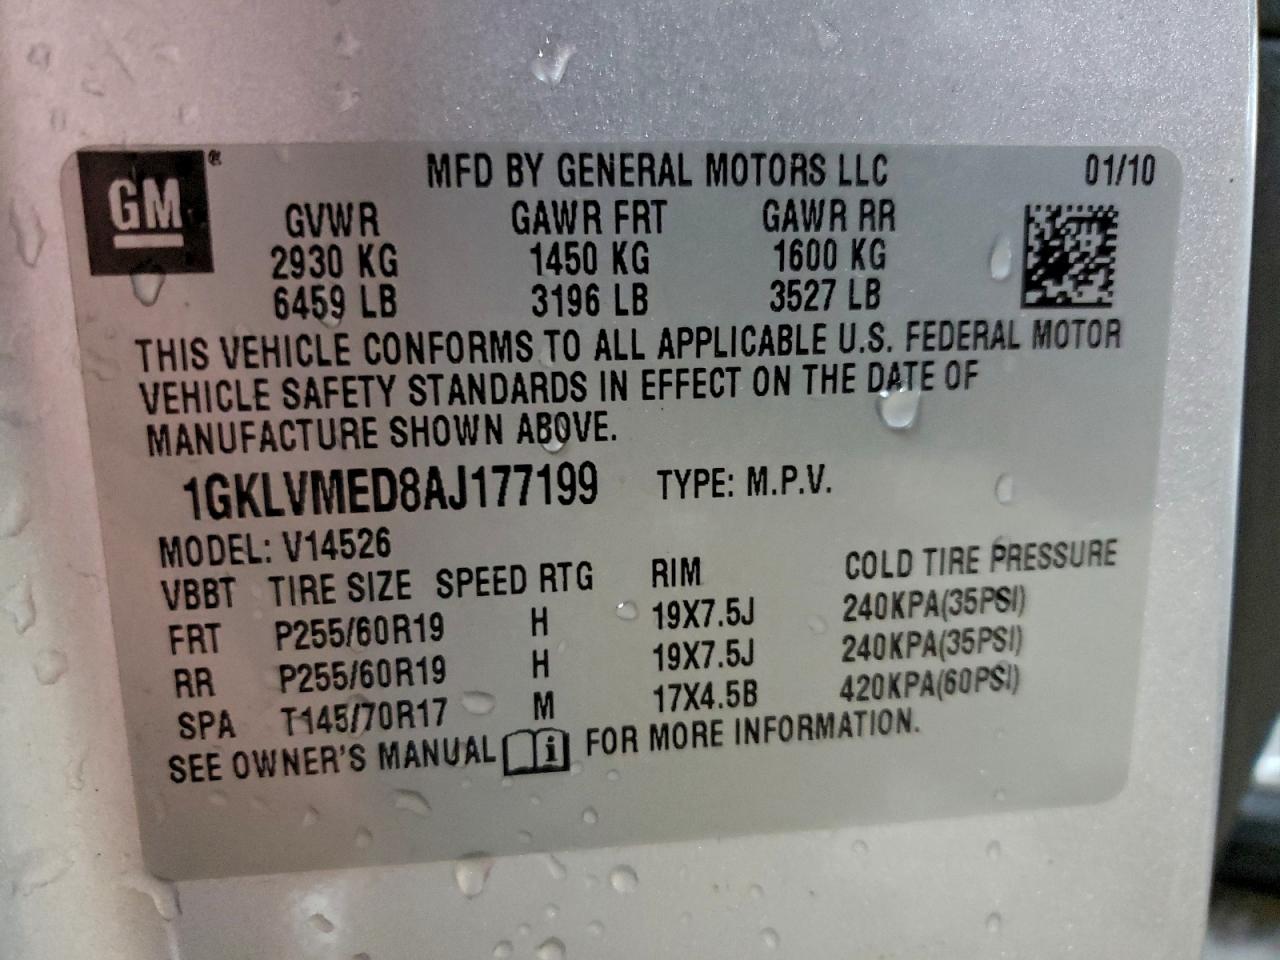 GM® MFD BY GENERAL MOTORS LLC 01/10
GVWR GAWR FRT GAWR RR
2930 KG 1450 KG 1600 KG
6459 LB 3196 LB 3527 LB
THIS VEHICLE CONFORMS TO ALL APPLICABLE U.S. FEDERAL MOTOR
VEHICLE SAFETY STANDARDS IN EFFECT ON THE DATE OF
MANUFACTURE SHOWN ABOVE.
1GKLVMED8AJ177199 TYPE: M.P.V.
MODEL: V14526
VBBT TIRE SIZE SPEED RTG RIM COLD TIRE PRESSURE
FRT P255/60R19 H 19X7.5J 240KPA(35PSI)
RR P255/60R19 H 19X7.5J 240KPA(35PSI)
SPA T145/70R17 M 17X4.5B 420KPA(60PSI)
SEE OWNER'S MANUAL i FOR MORE INFORMATION.